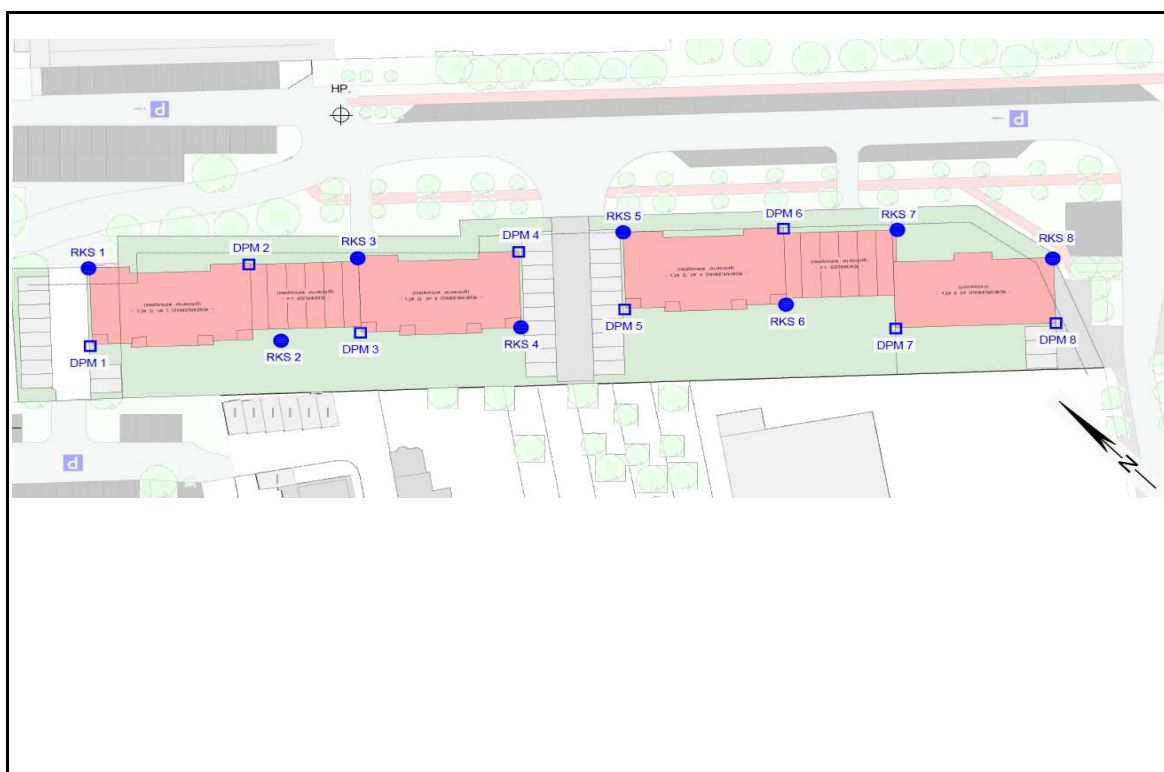 HP.
P
P
RKS 5
DPM 6
RKS 7
RKS 1
DPM 2
RKS 3
DPM 4
RKS 8
DPM 5
RKS 6
DPM 1
RKS 2
DPM 3
RKS 4
DPM 7
DPM 8
P
N